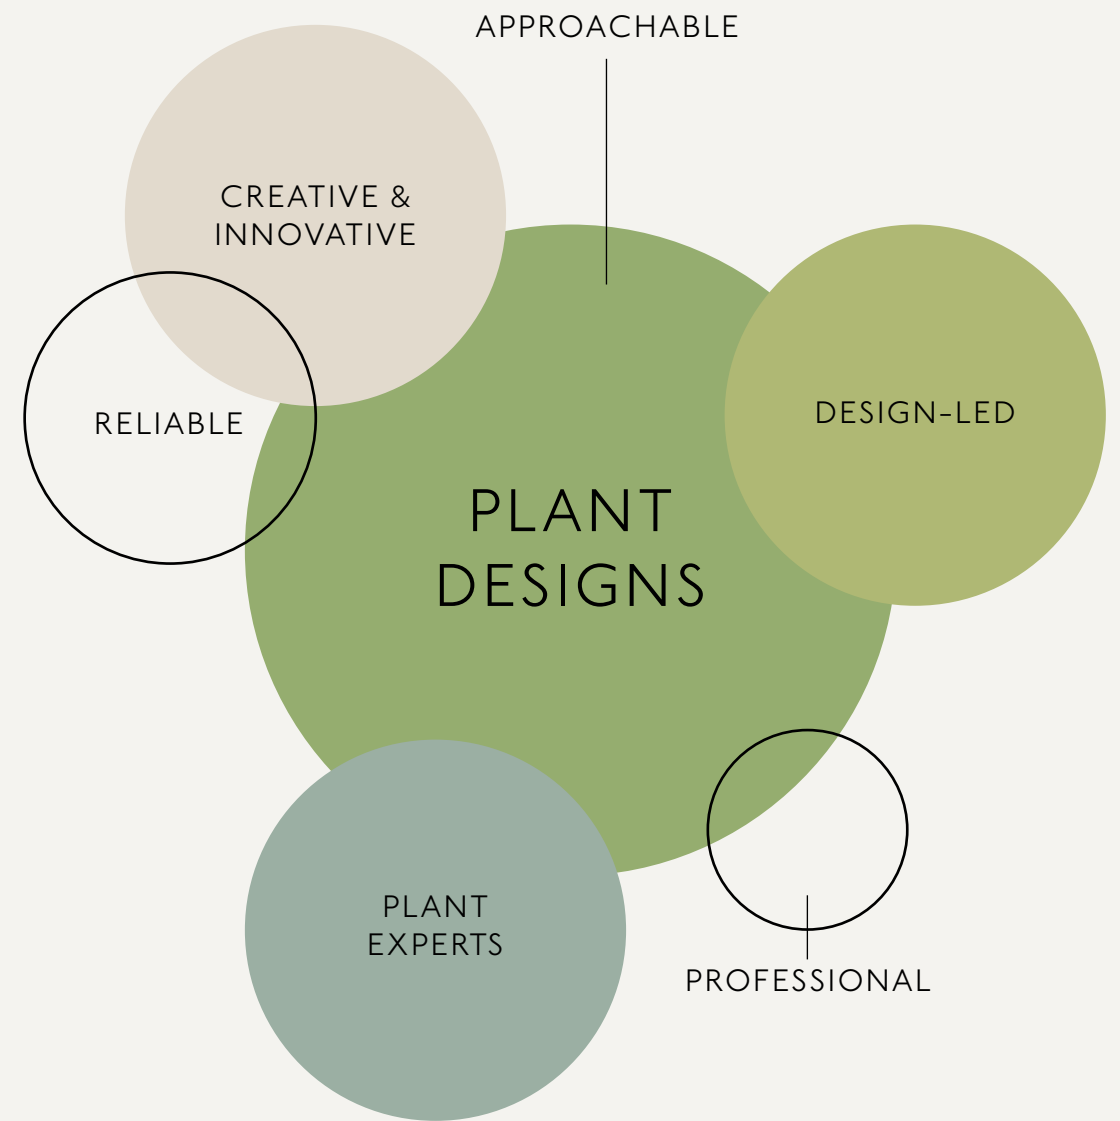 APPROACHABLE
CREATIVE &
INNOVATIVE
RELIABLE
DESIGN-LED
PLANT
DESIGNS
PLANT
EXPERTS
PROFESSIONAL